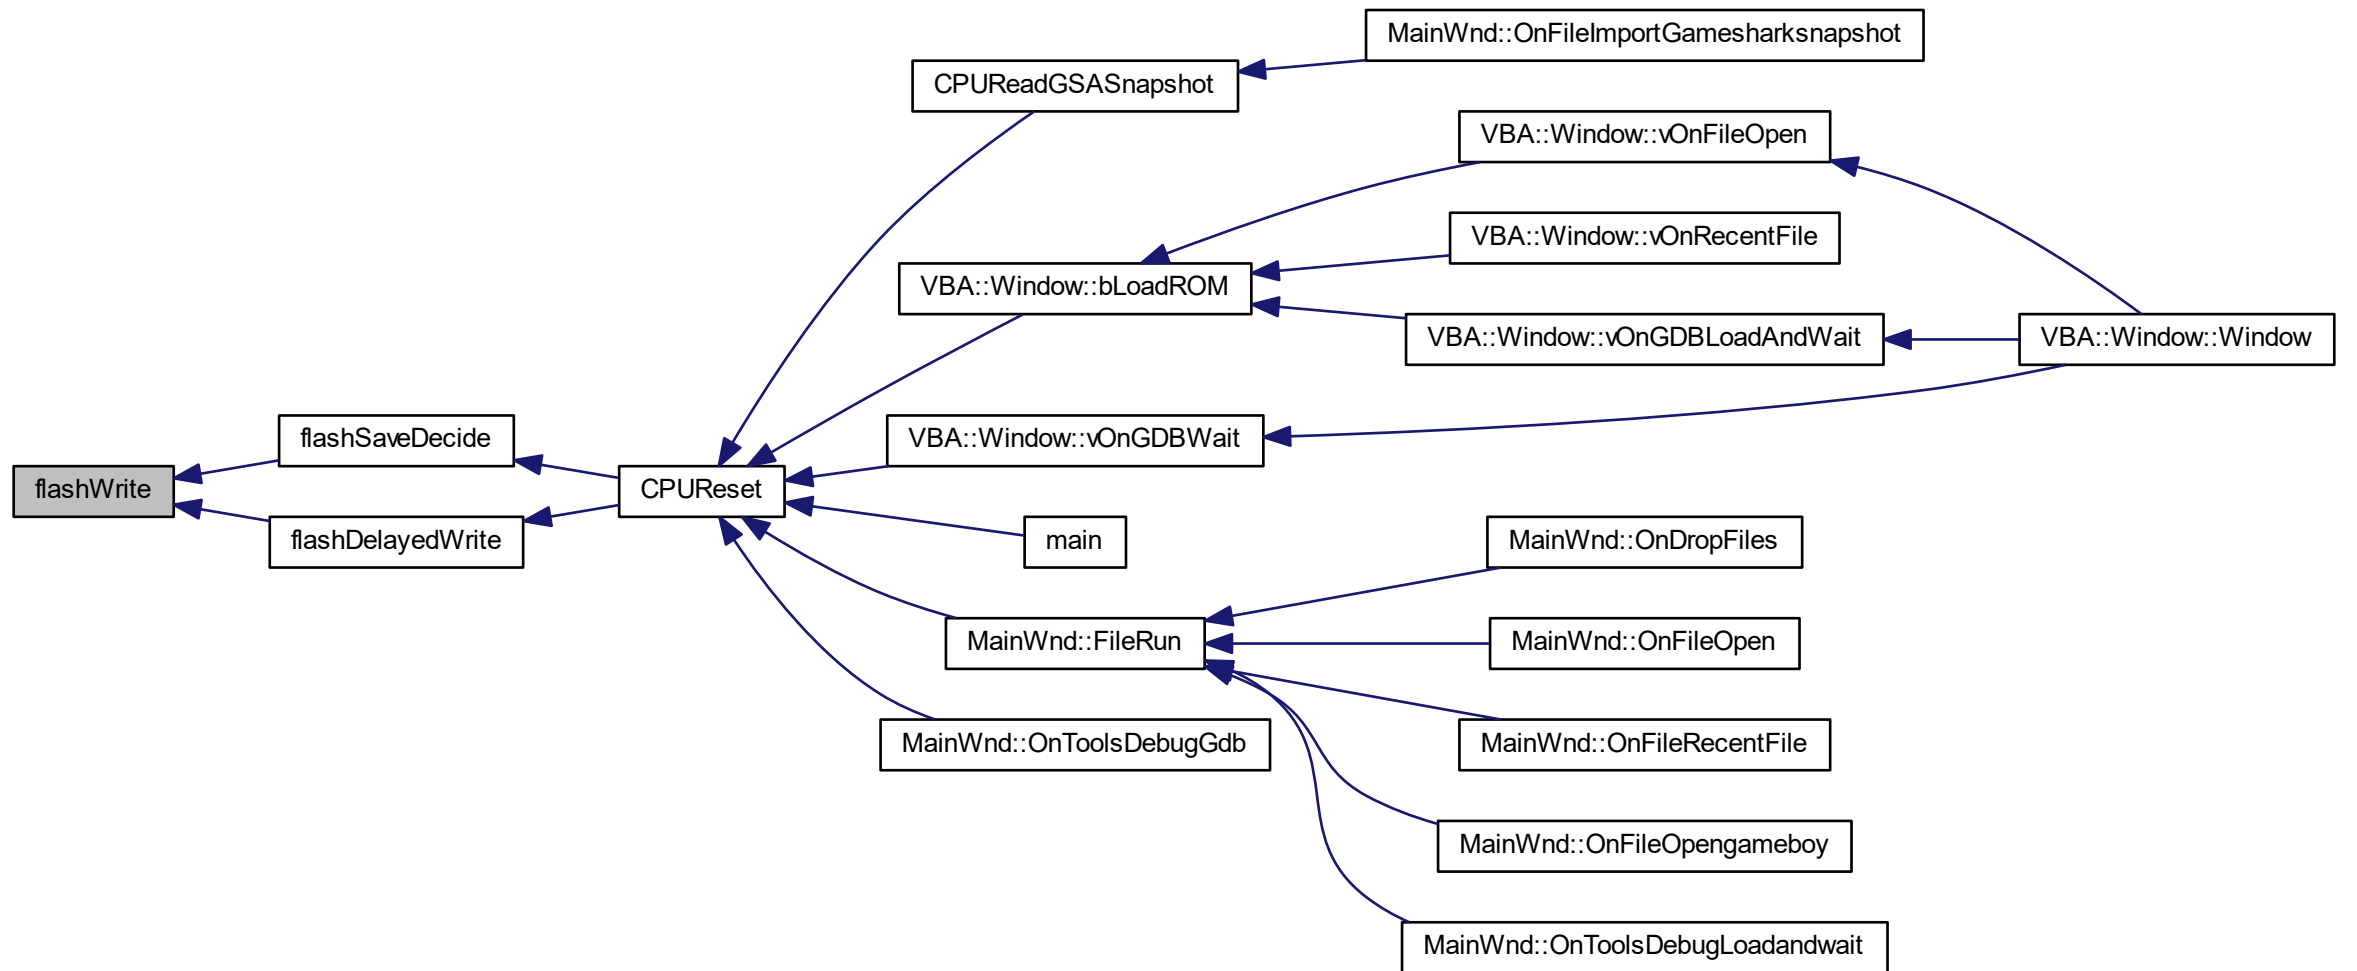 MainWnd::OnFileImportGamesharksnapshot
CPUReadGSASnapshot
VBA::Window::vOnFileOpen
VBA::Window::vOnRecentFile
VBA::Window::bLoadROM
VBA::Window::vOnGDBLoadAndWait
VBA::Window::Window
flashSaveDecide
VBA::Window::vOnGDBWait
flashWrite
CPUReset
flashDelayedWrite
main
MainWnd::OnDropFiles
MainWnd::FileRun
MainWnd::OnFileOpen
MainWnd::OnToolsDebugGdb
MainWnd::OnFileRecentFile
MainWnd::OnFileOpengameboy
MainWnd::OnToolsDebugLoadandwait